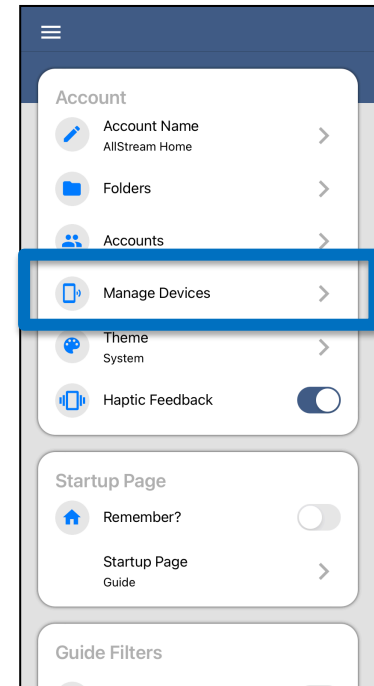 Account
Account Name
AllStream Home
Folders
Accounts
Manage Devices
Theme
System
Haptic Feedback
Startup Page
Remember?
Startup Page
Guide
Guide Filters